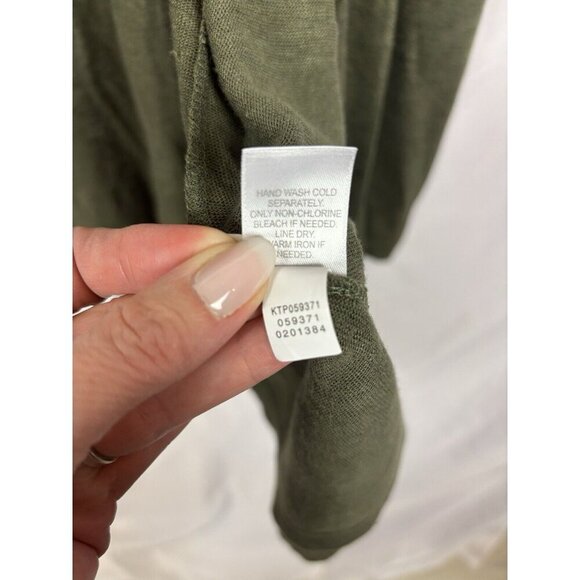 HAND WASH COLD
SEPARATELY.
ONLY NON-CHLORINE
BLEACH IF NEEDED.
LINE DRY.
WARM IRON IF
NEEDED.
KTP059371
059371
0201384